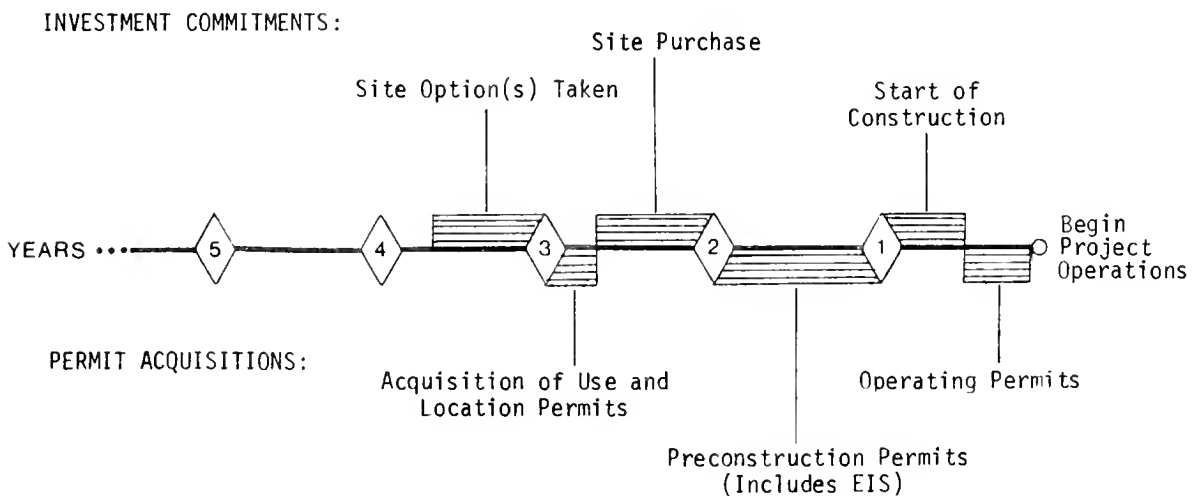 INVESTMENT COMMITMENTS:
Site Purchase
Site Option(s) Taken
Start of
Construction
YEARS ••••
5
4
3
2
1
Begin
Project
Operations
PERMIT ACQUISITIONS:
Acquisition of Use and
Location Permits
Operating Permits
Preconstruction Permits
(Includes EIS)